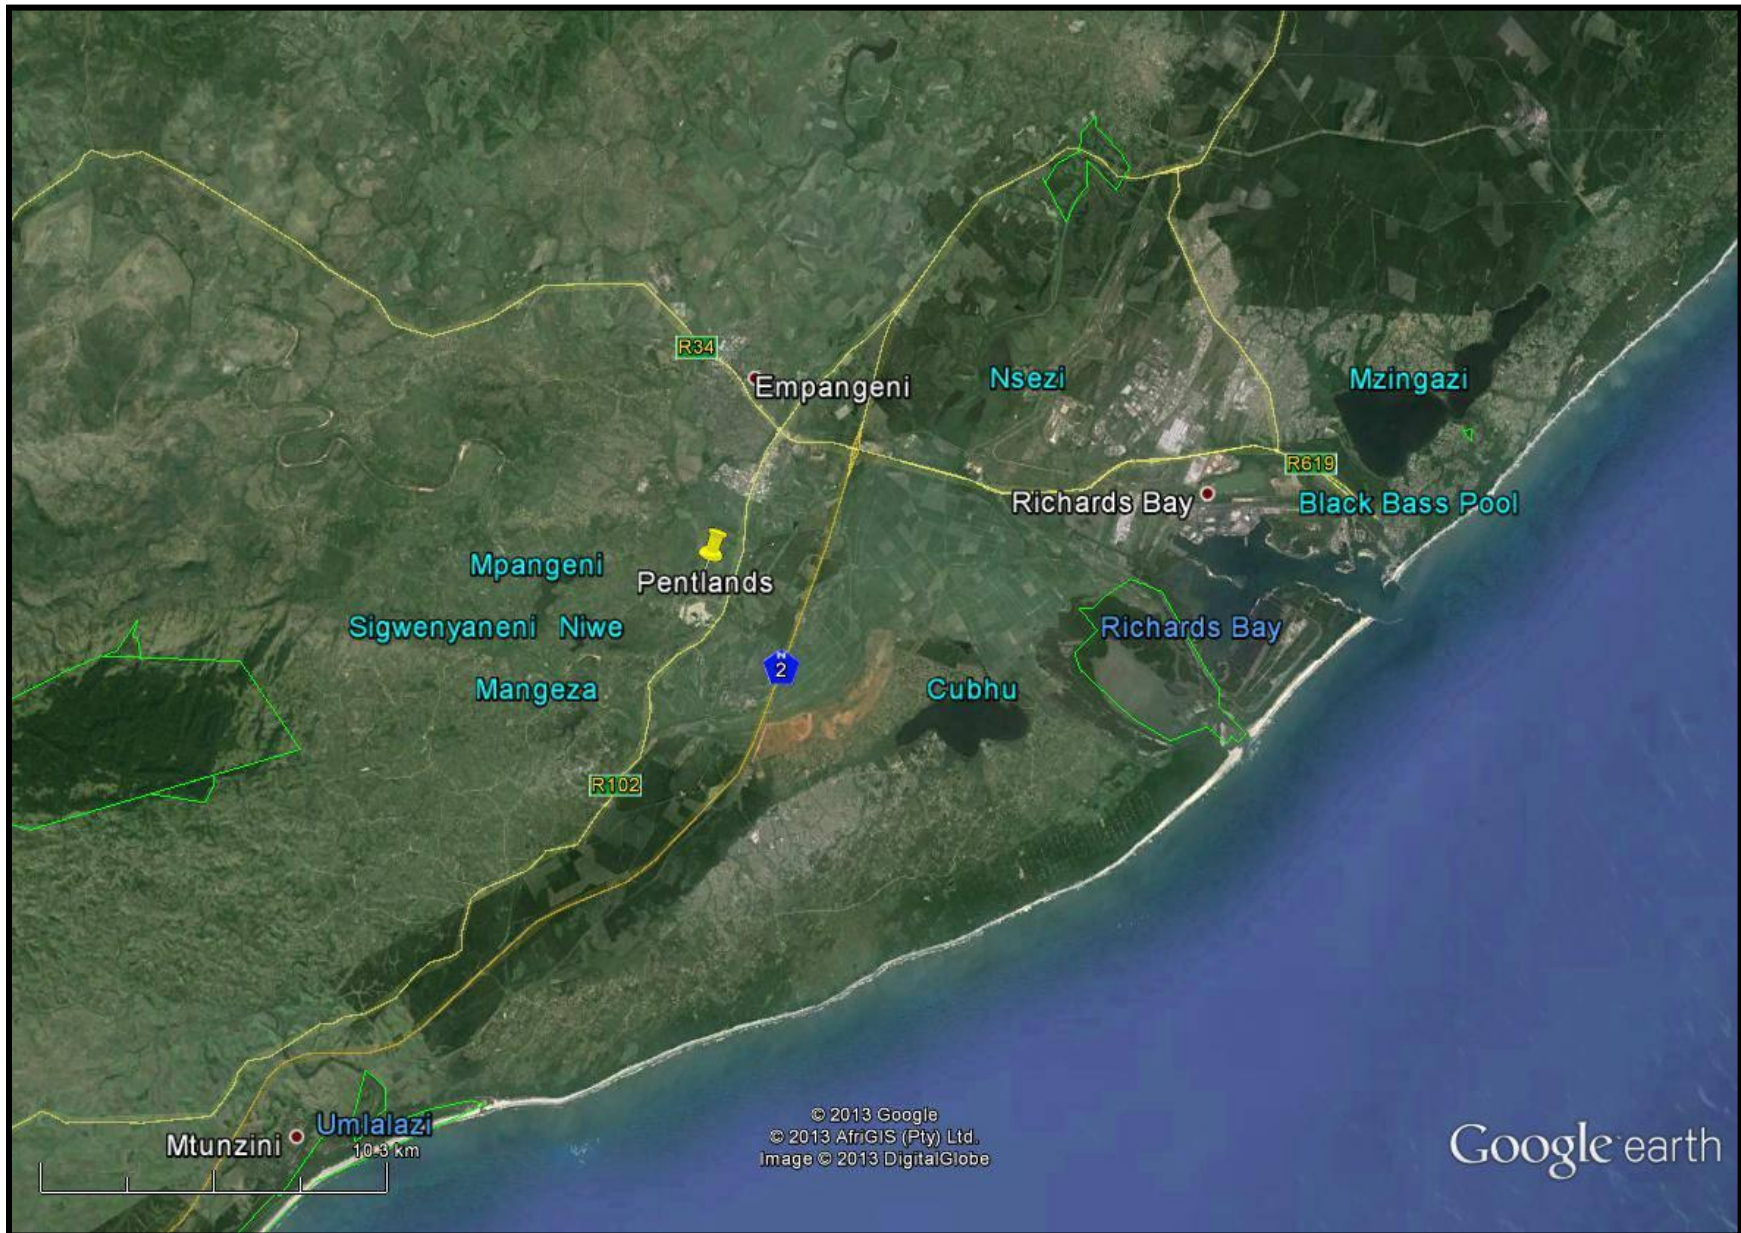 R34
Empangeni
Nsezi
Mzingazi
R619
Richards Bay
Black Bass Pool
Mpangeni
Pentlands
Sigwenyaneni Niwe
Richards Bay
N
2
Mangeza
Cubhu
R102
Umlalazi
Mtunzini
10.3 km
© 2013 Google
© 2013 AfriGIS (Pty) Ltd.
Image © 2013 DigitalGlobe
Google earth